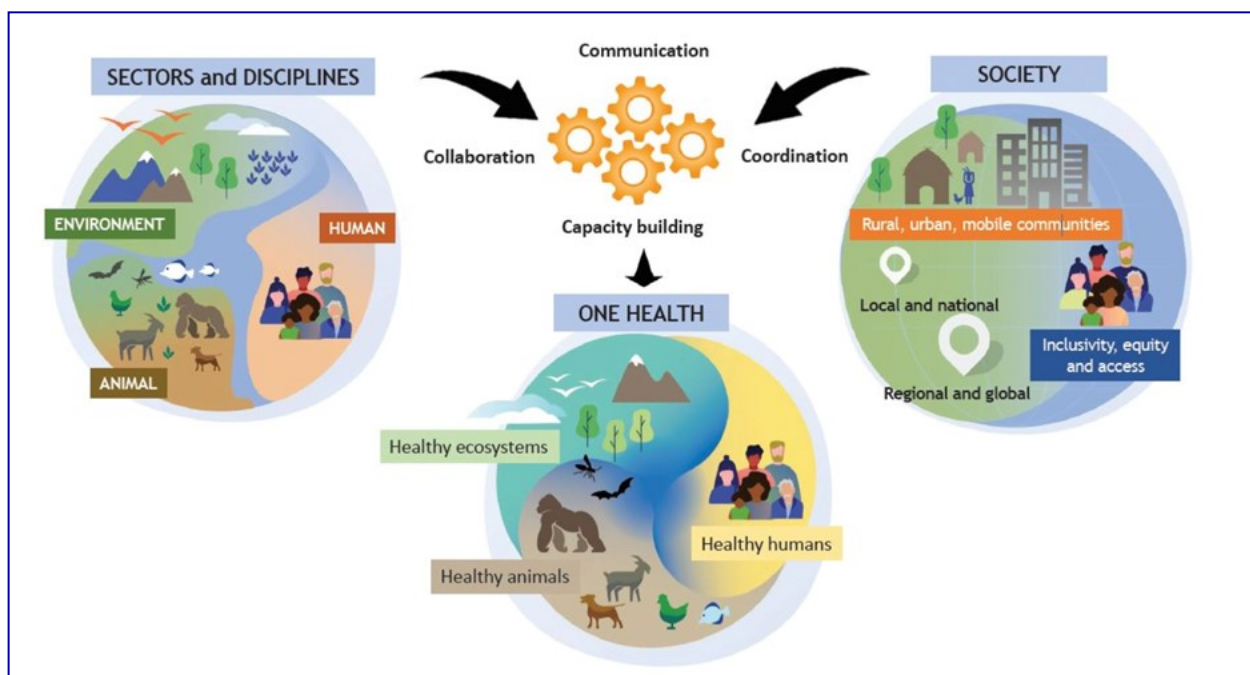 SECTORS and DISCIPLINES
ENVIRONMENT
HUMAN
ANIMAL
Communication
Collaboration
Coordination
Capacity building
SOCIETY
Rural, urban, mobile communities
Local and national
Regional and global
Inclusivity, equity
and access
ONE HEALTH
Healthy ecosystems
Healthy animals
Healthy humans